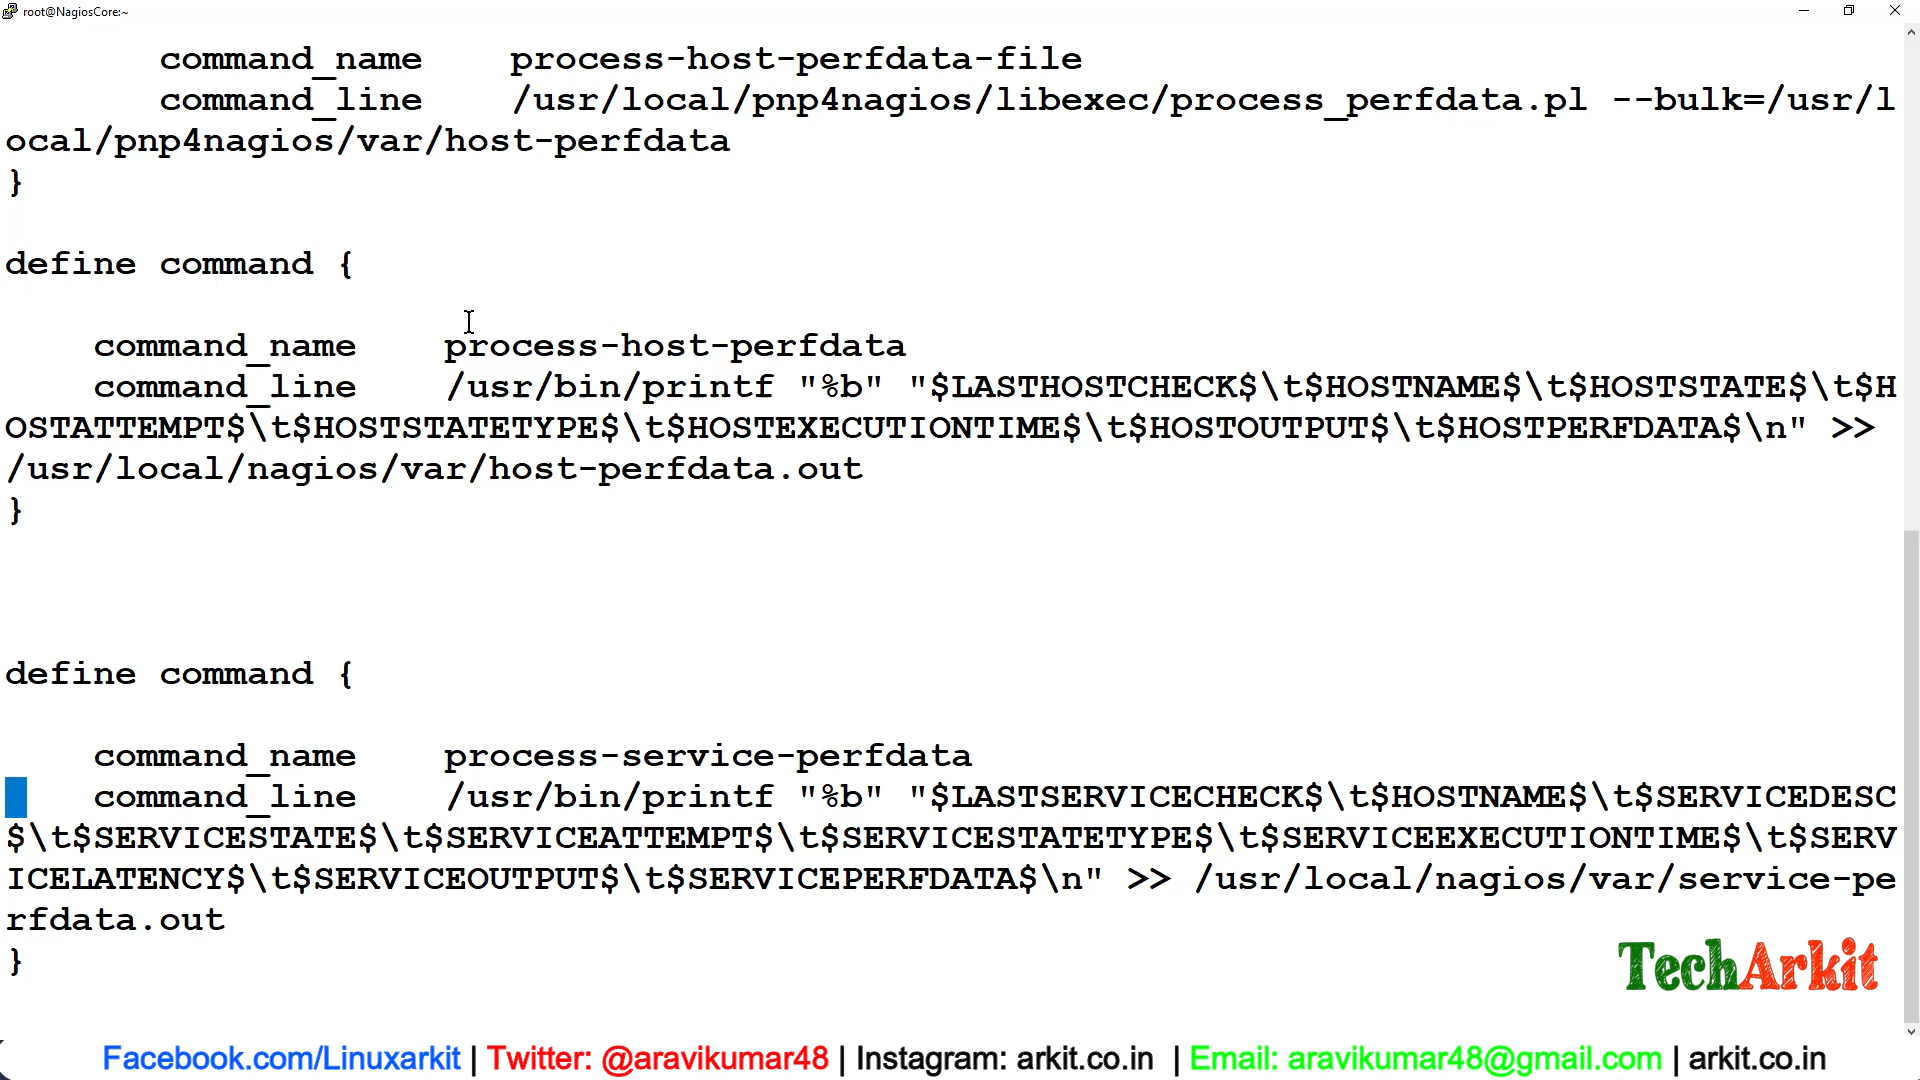 root@NagiosCore:~
command_name    process-host-perfdata-file
command_line    /usr/local/pnp4nagios/libexec/process_perfdata.pl --bulk=/usr/l
ocal/pnp4nagios/var/host-perfdata
}
define command {
command_name    process-host-perfdata
command_line    /usr/bin/printf "%b" "$LASTHOSTCHECK$\t$HOSTNAME$\t$HOSTSTATE$\t$H
OSTATTEMPT$\t$HOSTSTATETYPE$\t$HOSTEXECUTIONTIME$\t$HOSTOUTPUT$\t$HOSTPERFDATA$\n" >>
/usr/local/nagios/var/host-perfdata.out
}
define command {
command_name    process-service-perfdata
command_line    /usr/bin/printf "%b" "$LASTSERVICECHECK$\t$HOSTNAME$\t$SERVICEDESC
$\t$SERVICESTATE$\t$SERVICEATTEMPT$\t$SERVICESTATETYPE$\t$SERVICEEXECUTIONTIME$\t$SERV
ICELATENCY$\t$SERVICEOUTPUT$\t$SERVICEPERFDATA$\n" >> /usr/local/nagios/var/service-pe
rfdata.out
}
TechArkit
Facebook.com/Linuxarkit | Twitter: @aravikumar48 | Instagram: arkit.co.in | Email: aravikumar48@gmail.com | arkit.co.in